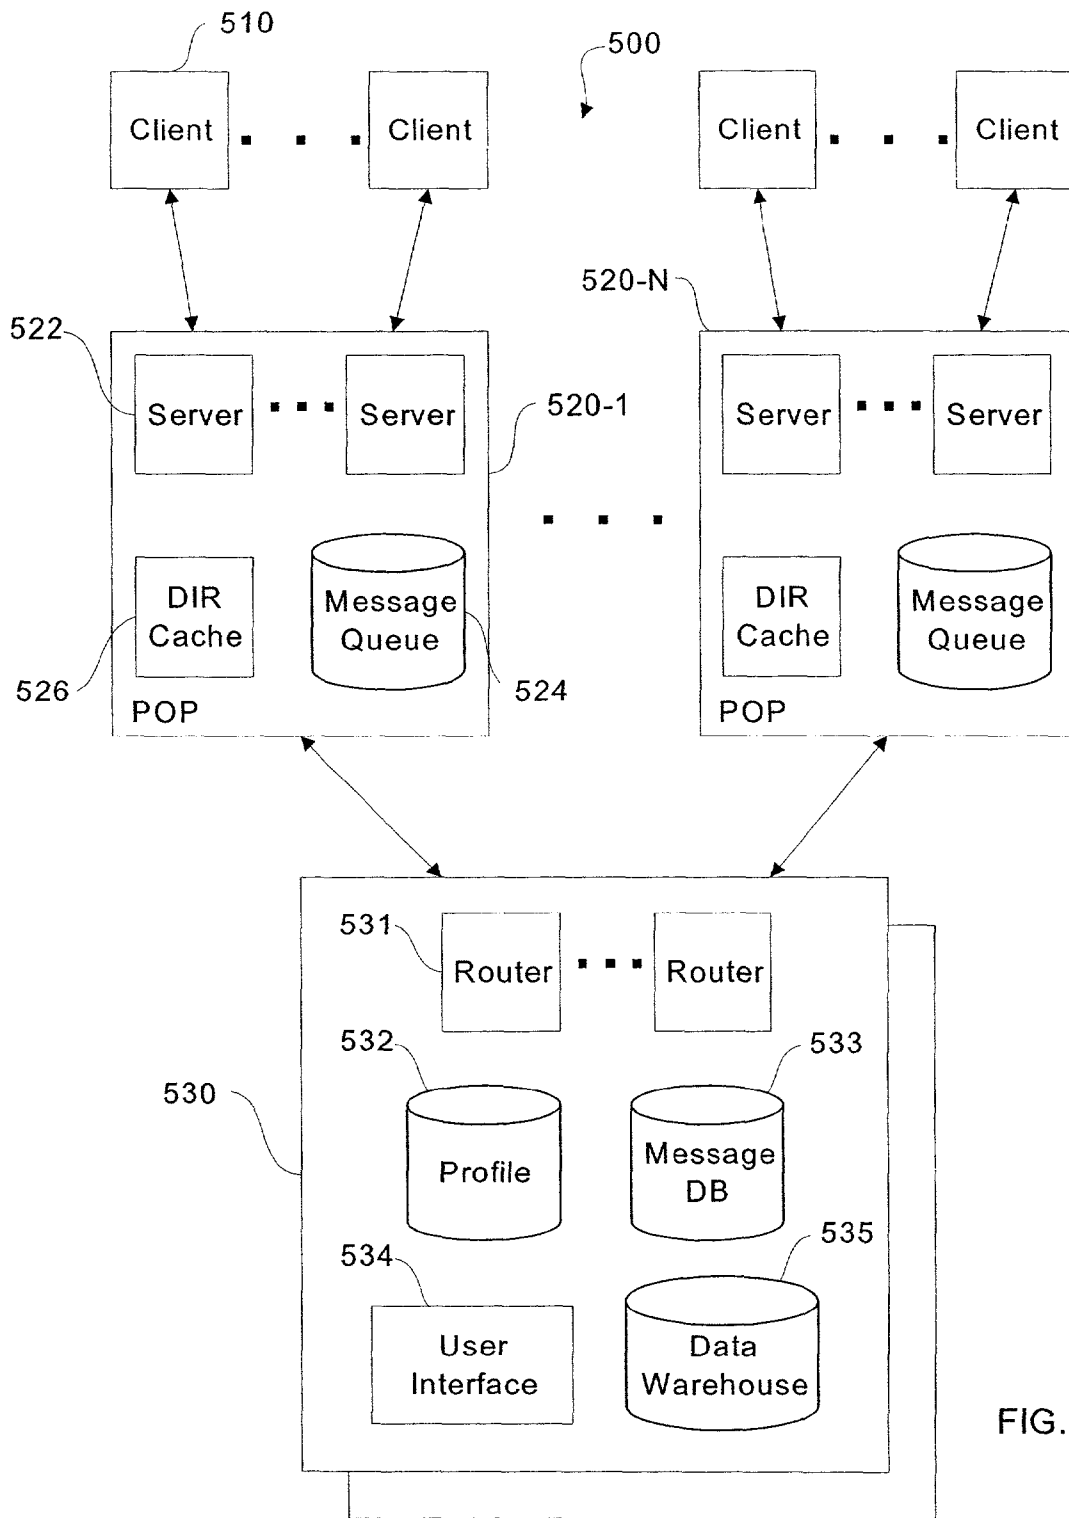 510
500
Client
Client
Client
Client
520-N
522
Server
Server
520-1
Server
Server
DIR
Cache
Message
Queue
DIR
Cache
Message
Queue
526
524
POP
POP
531
Router
Router
532
533
530
Profile
Message
DB
534
535
User
Interface
Data
Warehouse
FIG.